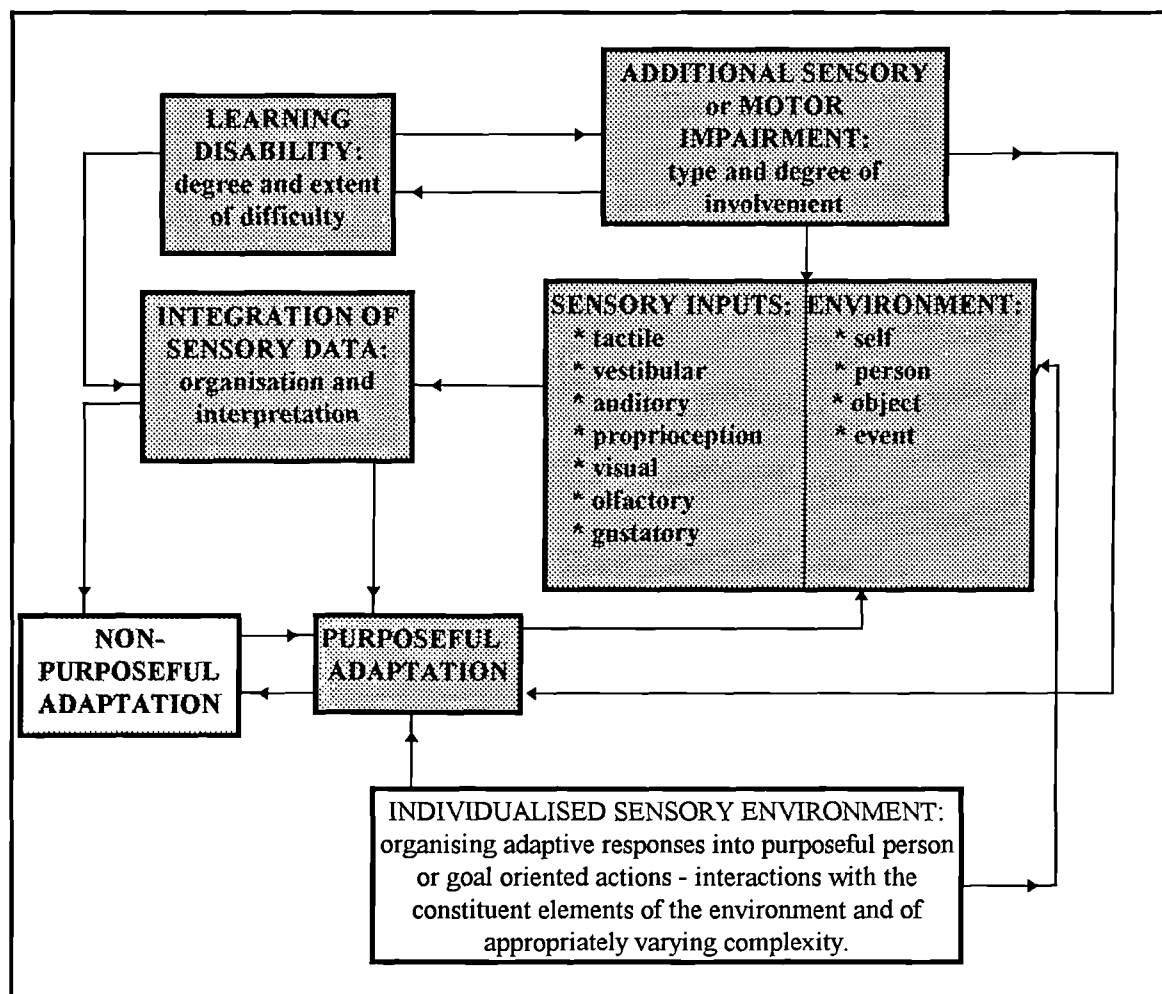 LEARNING
DISABILITY:
degree and extent
of difficulty
ADDITIONAL SENSORY
or MOTOR
IMPAIRMENT:
type and degree of
involvement
INTEGRATION OF
SENSORY DATA:
organisation and
interpretation
SENSORY INPUTS:
* tactile
* vestibular
* auditory
* proprioception
* visual
* olfactory
* gustatory
ENVIRONMENT:
* self
* person
* object
* event
NON-
PURPOSEFUL
ADAPTATION
PURPOSEFUL
ADAPTATION
INDIVIDUALISED SENSORY ENVIRONMENT:
organising adaptive responses into purposeful person
or goal oriented actions - interactions with the
constituent elements of the environment and of
appropriately varying complexity.